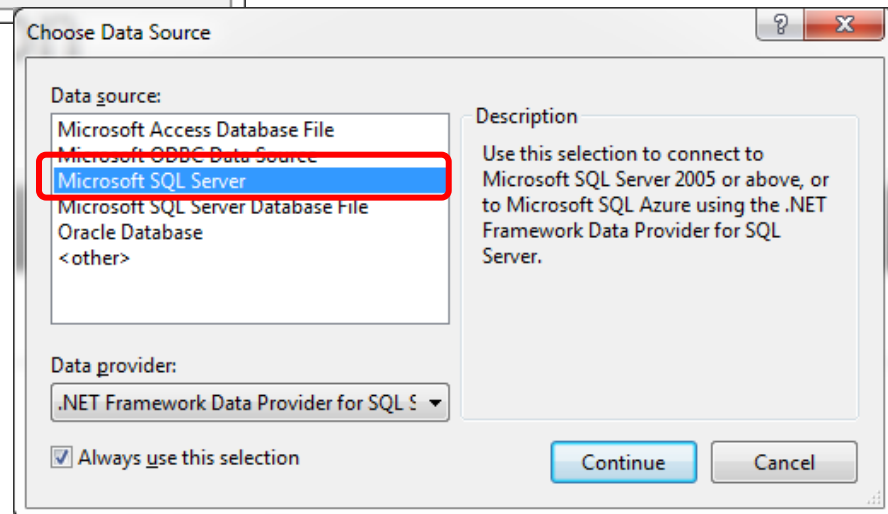 Choose Data Source
Data source:
Microsoft Access Database File
Microsoft ODBC Data Source
Microsoft SQL Server
Microsoft SQL Server Database File
Oracle Database
<other>
Description
Use this selection to connect to
Microsoft SQL Server 2005 or above, or
to Microsoft SQL Azure using the .NET
Framework Data Provider for SQL
Server.
Data provider:
.NET Framework Data Provider for SQL S
Always use this selection
Continue
Cancel